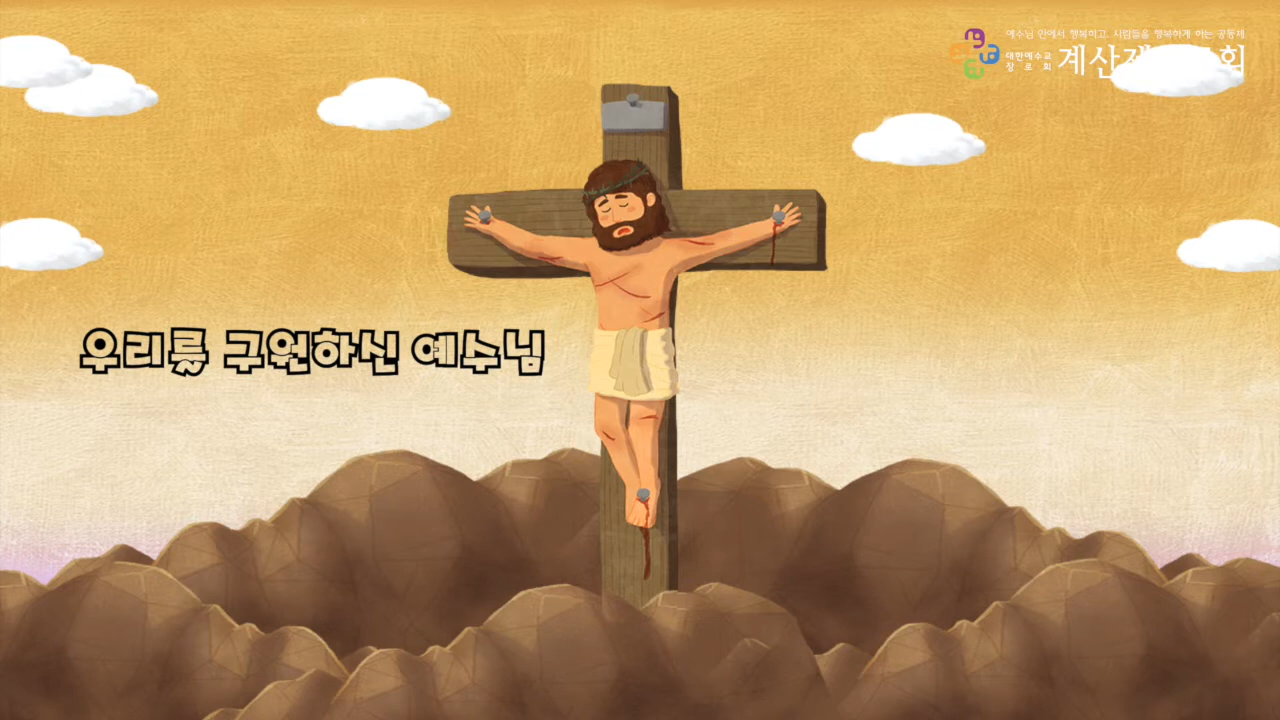 예수님 안에서 행복하고, 사람들을 행복하게 하는 공동체
대한예수교
장로회
계산
우리를 구원하신 예수님